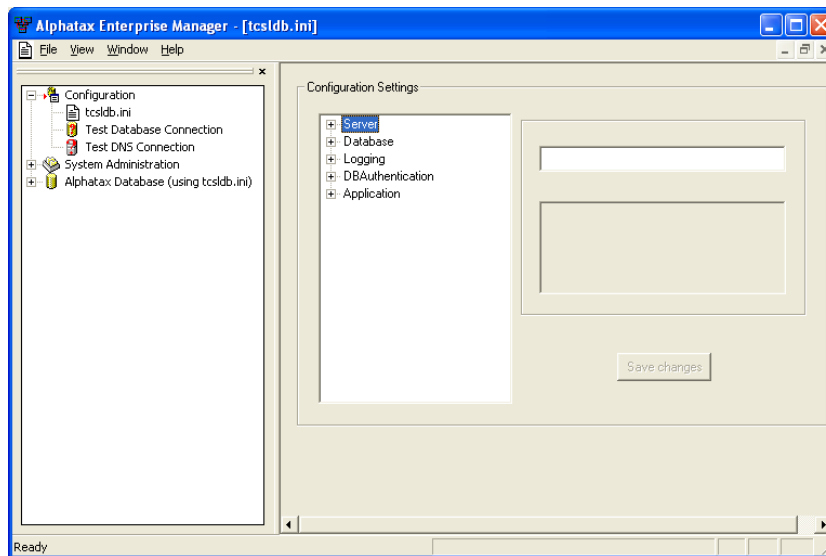 Alphatax Enterprise Manager - [tcsldb.ini]
File View Window Help
Configuration
tcsldb.ini
Test Database Connection
Test DNS Connection
System Administration
Alphatax Database (using tcsldb.ini)
Configuration Settings
Server
Database
Logging
DBAuthentication
Application
Save changes
Ready